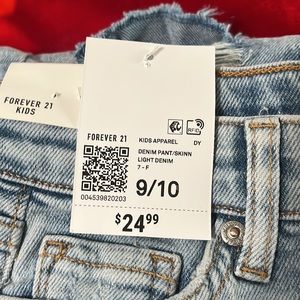 FOREVER 21
KIDS
FOREVER 21
KIDS APPAREL DY
DENIM PANT/SKINN
LIGHT DENIM
7 - F
9/10
004539820203
$24.99
RFID